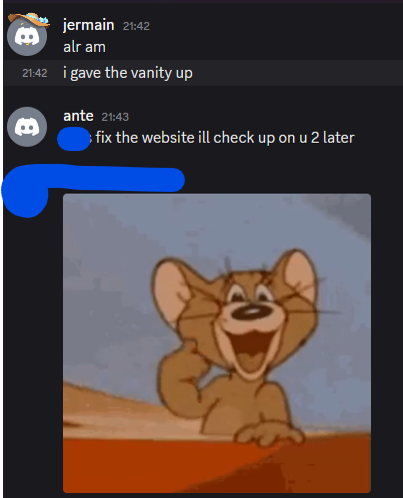 jermain 21:42
alr am
21:42 i gave the vanity up
ante 21:43
fix the website ill check up on u 2 later